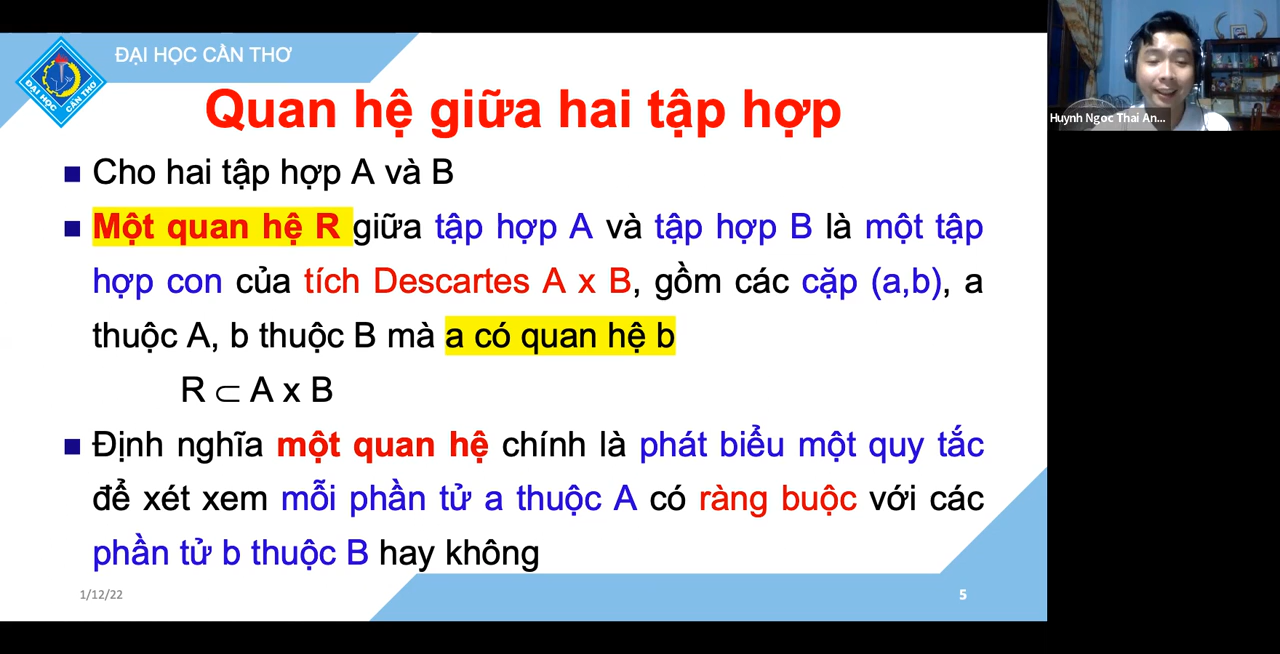 ĐẠI HỌC CẦN THƠ
ĐẠI HỌC CẦN THƠ
Quan hệ giữa hai tập hợp
Huynh Ngoc Thai An...
Cho hai tập hợp A và B
Một quan hệ R giữa tập hợp A và tập hợp B là một tập
hợp con của tích Descartes A x B, gồm các cặp (a,b), a
thuộc A, b thuộc B mà a có quan hệ b
R ⊂ A x B
Định nghĩa một quan hệ chính là phát biểu một quy tắc
để xét xem mỗi phần tử a thuộc A có ràng buộc với các
phần tử b thuộc B hay không
1/12/22
5